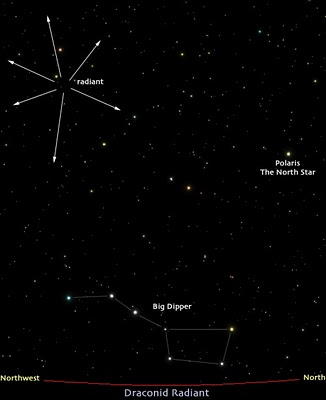 radiant
Polaris
The North Star
Big Dipper
Northwest
North
Draconid Radiant